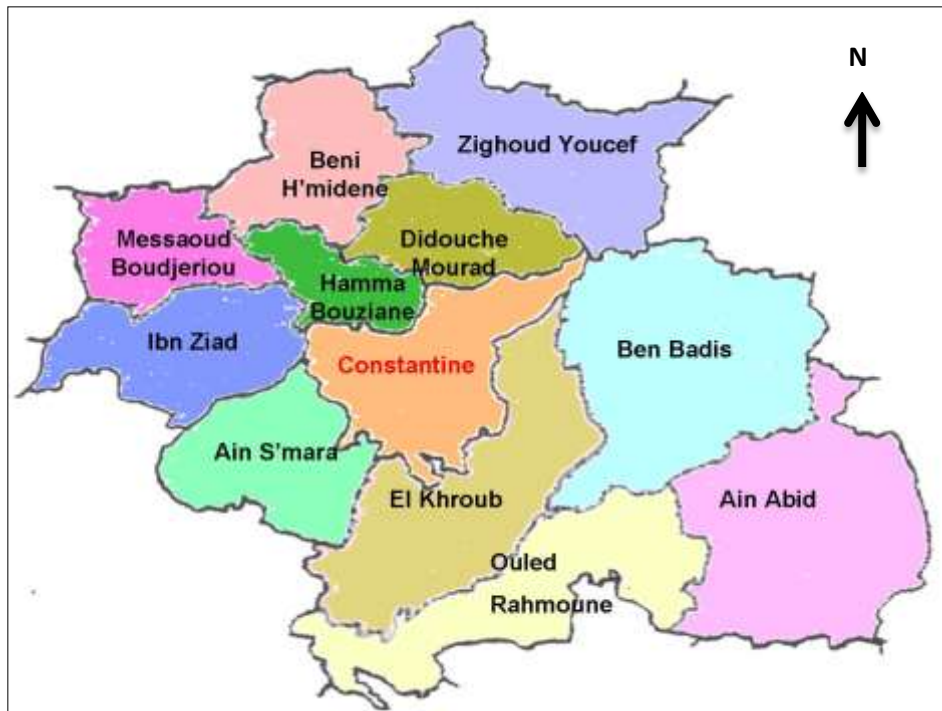 N
Zighoud Youcef
Beni
H'midene
Messaoud
Boudjeriou
Didouche
Mourad
Hamma
Bouziane
Ibn Ziad
Constantine
Ben Badis
Ain S'mara
El Khroub
Ain Abid
Ouled
Rahmoune